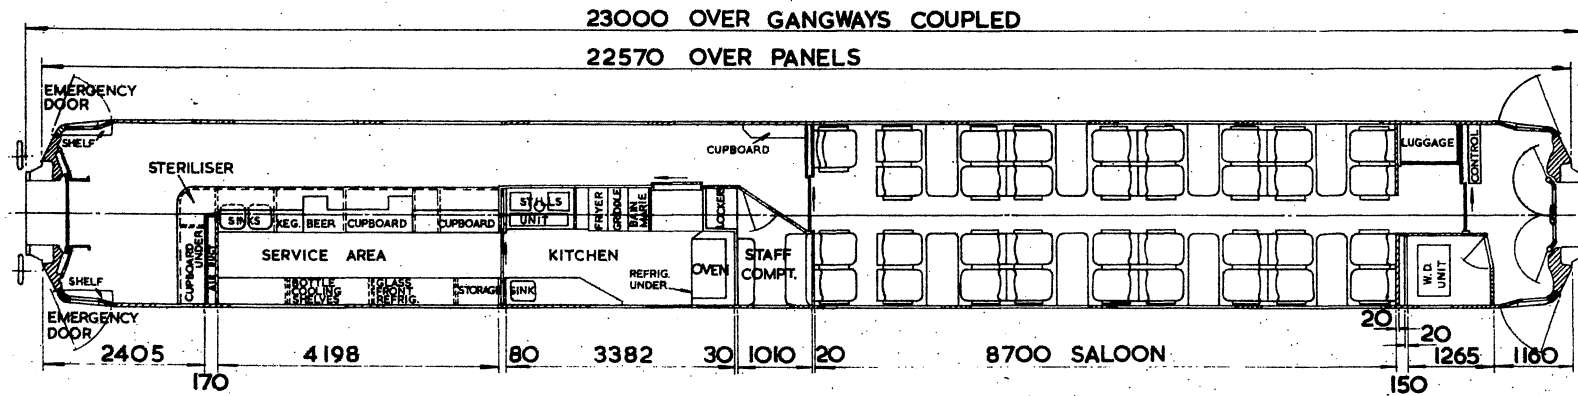 23000 OVER GANGWAYS COUPLED
22570 OVER PANELS
EMERGENCY
DOOR
SHELF
STERILISER
CUPBOARD
LUGGAGE
CONTROL
SINKS
KEG.
BEER
CUPBOARD
CUPBOARD
STILLS
UNIT
FRYER
GRIDDLE
BAIN
MARIE
LOCKERS
CUPBOARD
UNDER
AIR DUCT
SERVICE AREA
KITCHEN
OVEN
STAFF
COMPT.
REFRIG.
UNDER
W.D.
UNIT
SHELF
BOTTLE
COOLING
SHELVES
GLASS
FRONT
REFRIG.
STORAGE
SINK
EMERGENCY
DOOR
2405
170
4198
80
3382
30
1010
20
8700 SALOON
20
20
150
1265
1160